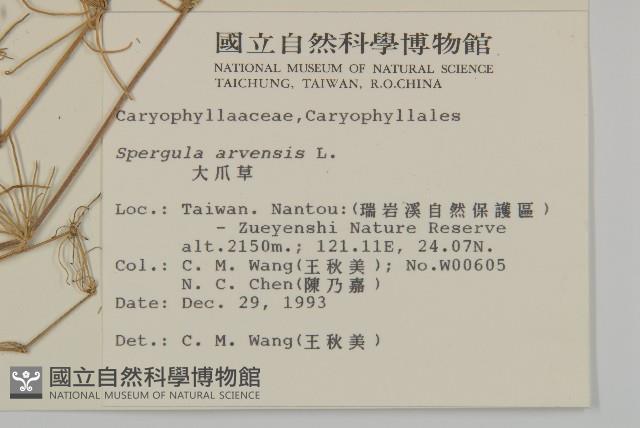 國立自然科學博物館
NATIONAL MUSEUM OF NATURAL SCIENCE
TAICHUNG, TAIWAN, R.O.CHINA
Caryophyllaaceae,Caryophyllales
Spergula arvensis L.
大爪草
Loc.: Taiwan. Nantou:(瑞岩溪自然保護區)
- Zueyenshi Nature Reserve
alt.2150m.; 121.11E, 24.07N.
Col.: C. M. Wang(王秋美); No.W00605
N. C. Chen(陳乃嘉)
Date: Dec. 29, 1993
Det.: C. M. Wang(王秋美)
國立自然科學博物館
NATIONAL MUSEUM OF NATURAL SCIENCE